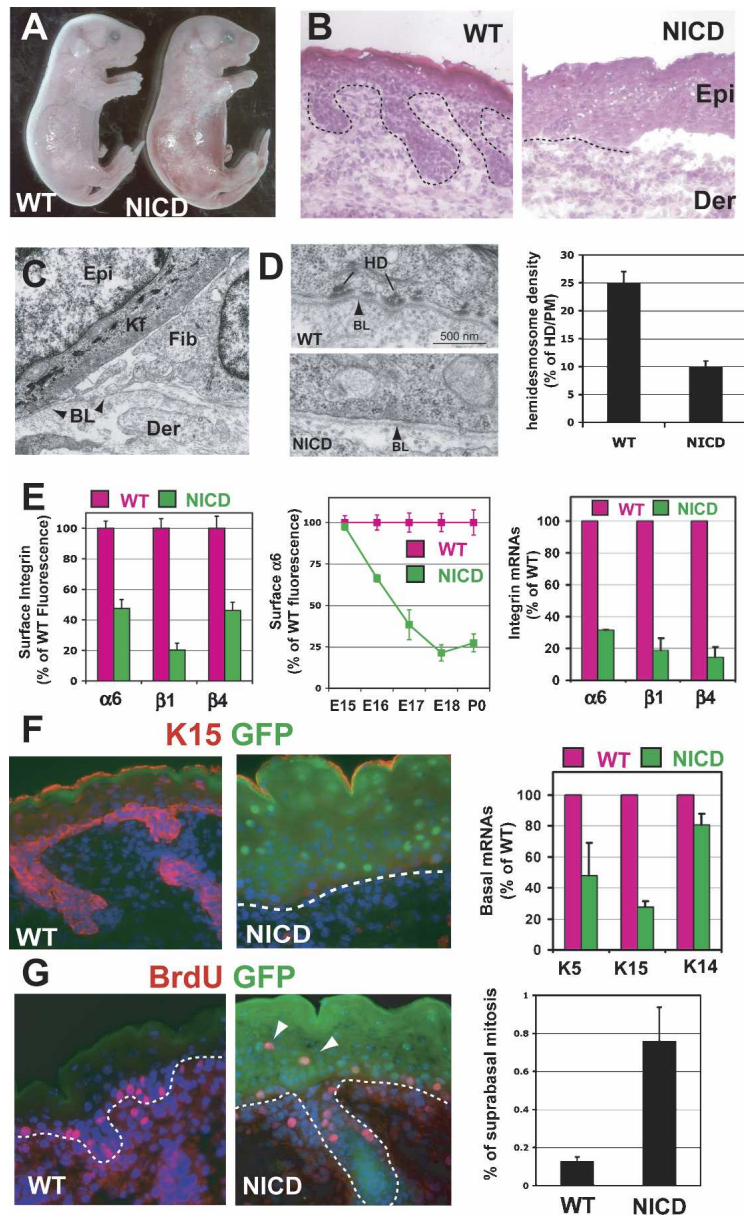 A
WT
NICD
B
WT
NICD
Epi
Der
C
Epi
Kf
Fib
BL
Der
D
HD
BL
WT
500 nm
BL
NICD
hemidesmosome density
(% of HD/PM)
30
25
20
15
10
5
0
WT
NICD
E
WT NICD
Surface Integrin
(% of WT Fluorescence)
100
80
60
40
20
0
α6 β1 β4
Surface α6
(% of WT fluorescence)
100
75
50
25
0
WT
NICD
E15 E16 E17 E18 P0
WT NICD
Integrin mRNAs
(% of WT)
100
80
60
40
20
0
α6 β1 β4
F
K15 GFP
WT
NICD
WT NICD
Basal mRNAs
(% of WT)
100
80
60
40
20
0
K5 K15 K14
G
BrdU GFP
WT
NICD
% of suprabasal mitosis
1
0.8
0.6
0.4
0.2
0
WT NICD